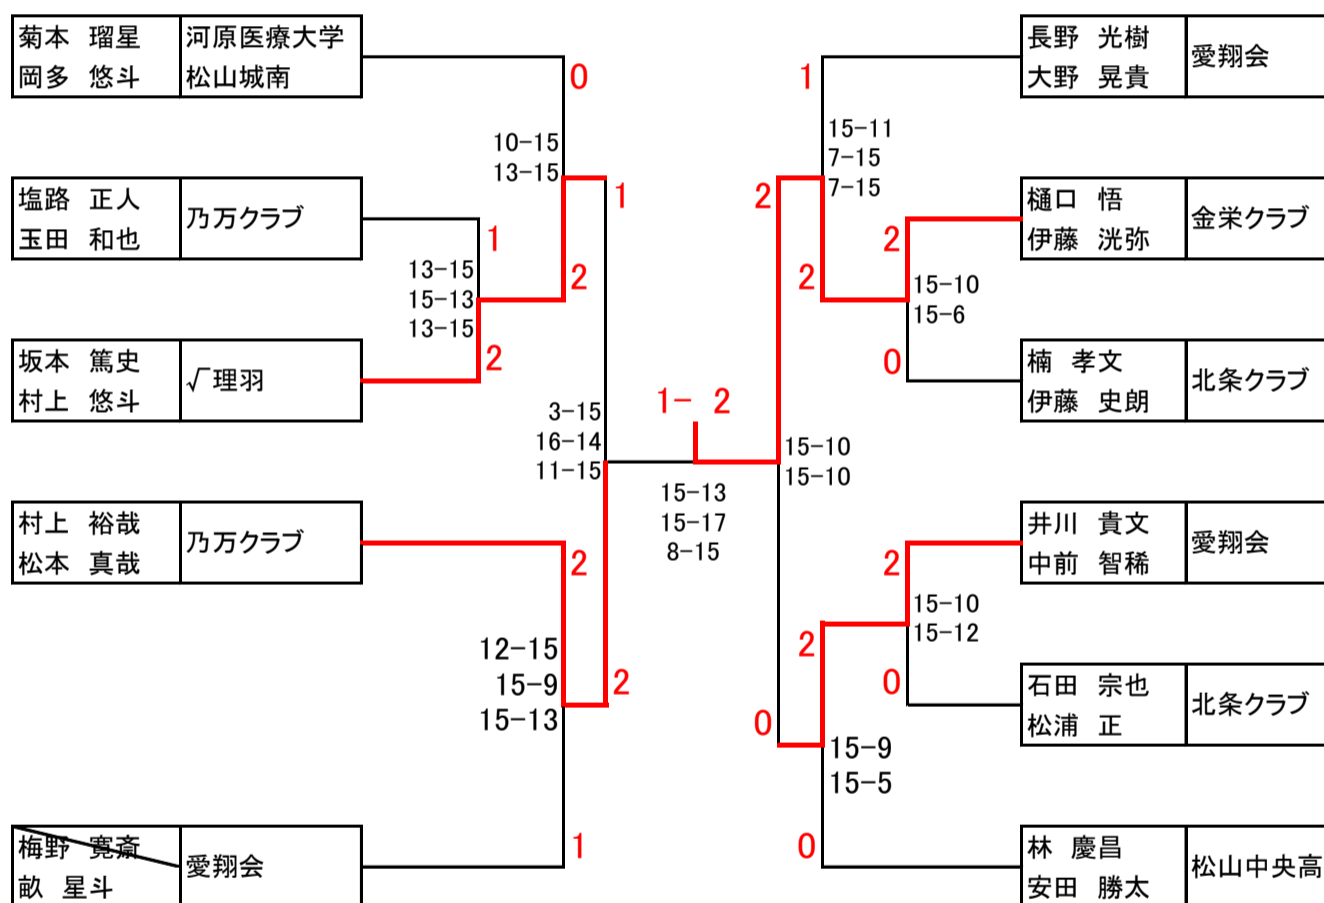 菊本 瑠星 河原医療大学
岡多 悠斗 松山城南
0
10-15
13-15
塩路 正人
玉田 和也
乃万クラブ
1
1
13-15
15-13
13-15
2
坂本 篤史
村上 悠斗
√理羽
2
3-15
16-14
11-15
村上 裕哉
松本 真哉
乃万クラブ
2
12-15
15-9
15-13
2
梅野 寛斎
畝 星斗
愛翔会
1
1- 2
15-13
15-17
8-15
長野 光樹
大野 晃貴
愛翔会
1
15-11
7-15
7-15
2
樋口 悟
伊藤 洸弥
金栄クラブ
2
2
15-10
15-6
0
楠 孝文
伊藤 史朗
北条クラブ
15-10
15-10
井川 貴文
中前 智稀
愛翔会
2
15-10
15-12
2
0
石田 宗也
松浦 正
北条クラブ
0
15-9
15-5
0
林 慶昌
安田 勝太
松山中央高